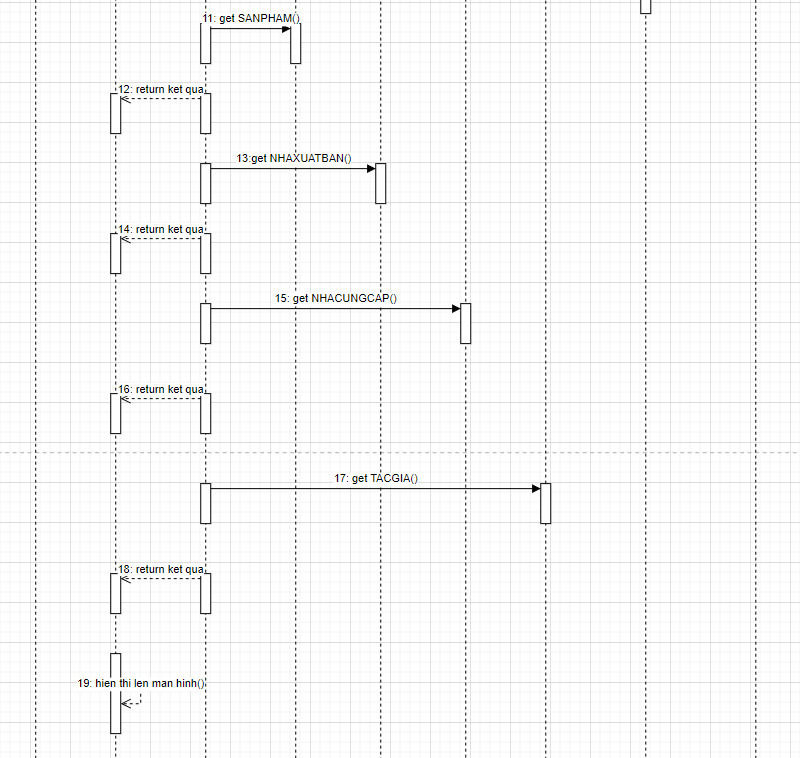 11: get SANPHAM()
12: return ket qua
13:get NHAXUATBAN()
14: return ket qua
15: get NHACUNGCAP()
16: return ket qua
17: get TACGIA()
18: return ket qua
19: hien thi len man hinh()